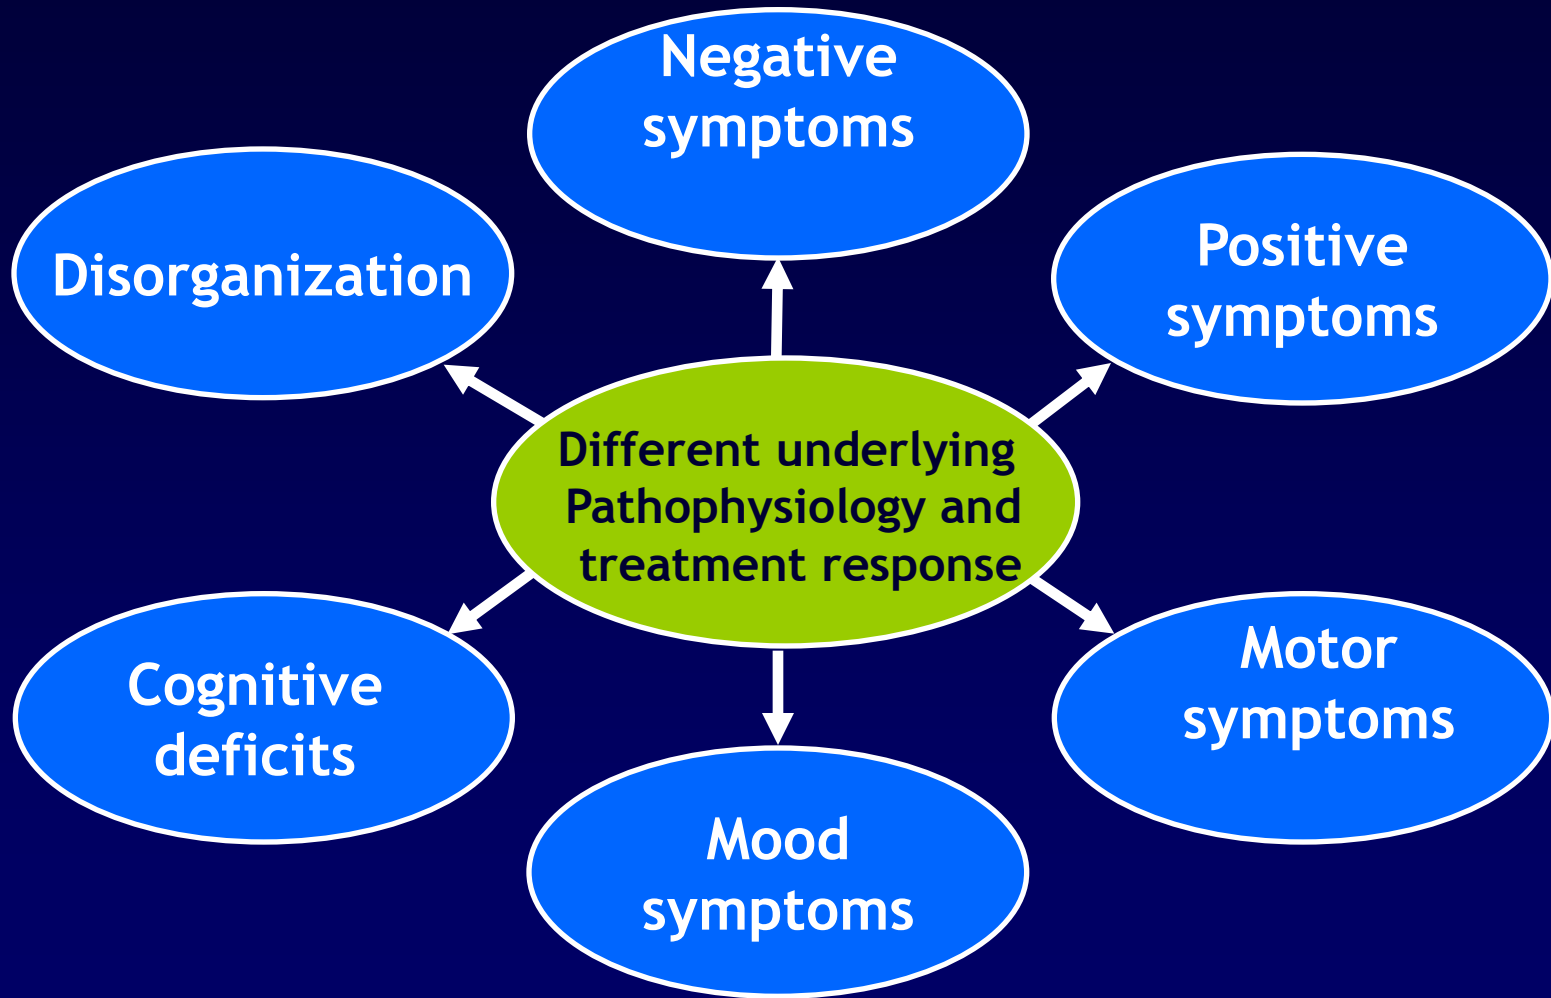 Negative
symptoms
Disorganization
Positive
symptoms
Different underlying
Pathophysiology and
treatment response
Cognitive
deficits
Motor
symptoms
Mood
symptoms